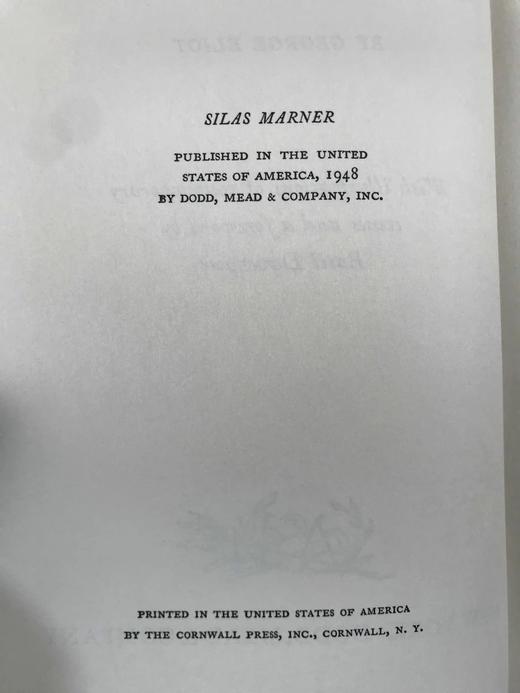 SILAS MARNER
PUBLISHED IN THE UNITED
STATES OF AMERICA, 1948
BY DODD, MEAD & COMPANY, INC.
PRINTED IN THE UNITED STATES OF AMERICA
BY THE CORNWALL PRESS, INC., CORNWALL, N. Y.